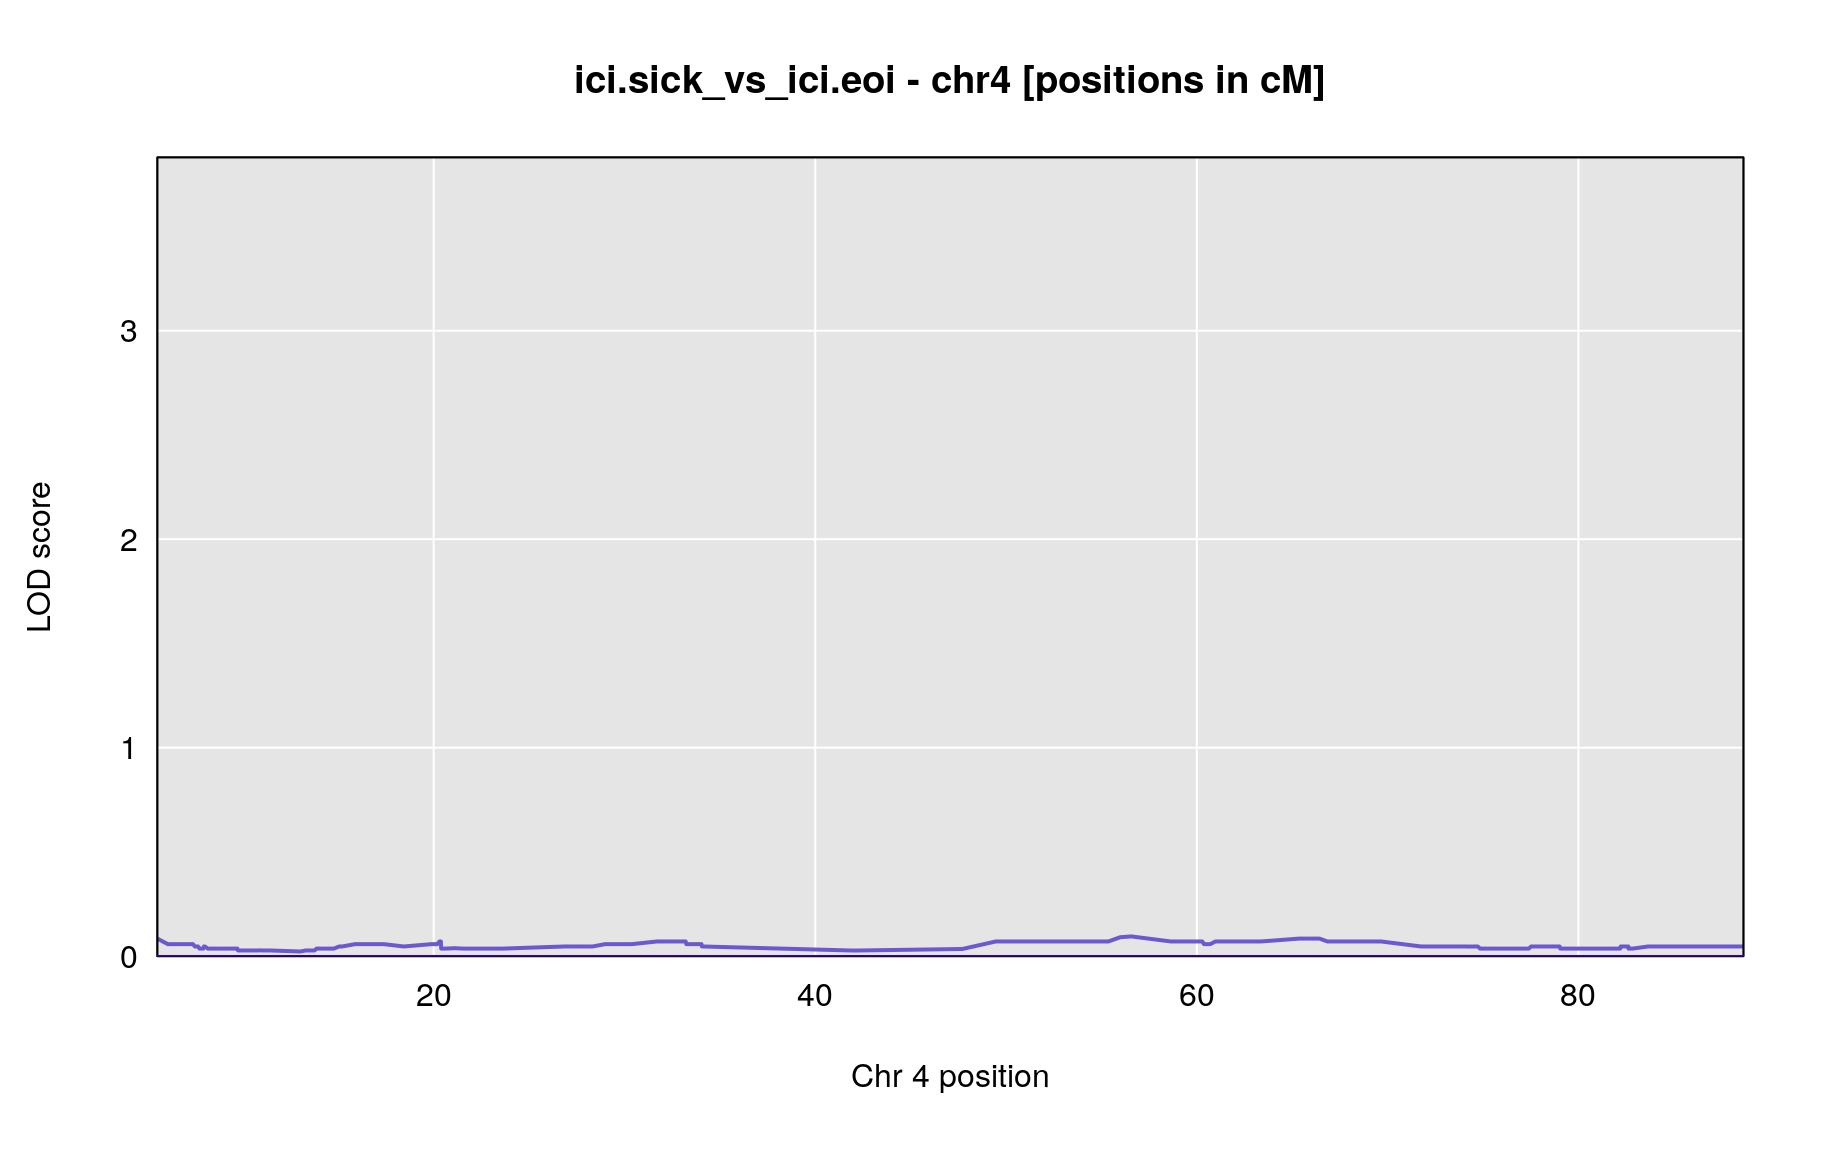 ici.sick_vs_ici.eoi - chr4 [positions in cM]
3
2
1
0
LOD score
20 40 60 80
Chr 4 position